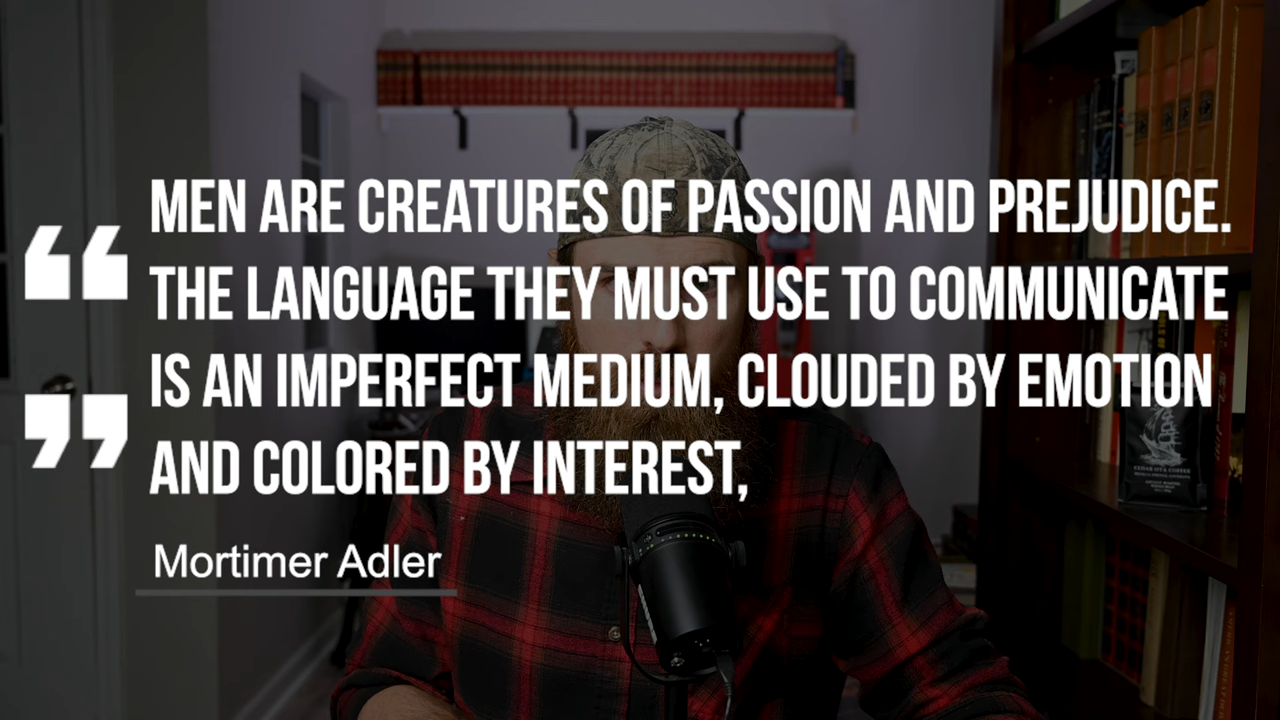 MEN ARE CREATURES OF PASSION AND PREJUDICE.
THE LANGUAGE THEY MUST USE TO COMMUNICATE
IS AN IMPERFECT MEDIUM, CLOUDED BY EMOTION
AND COLORED BY INTEREST,
Mortimer Adler